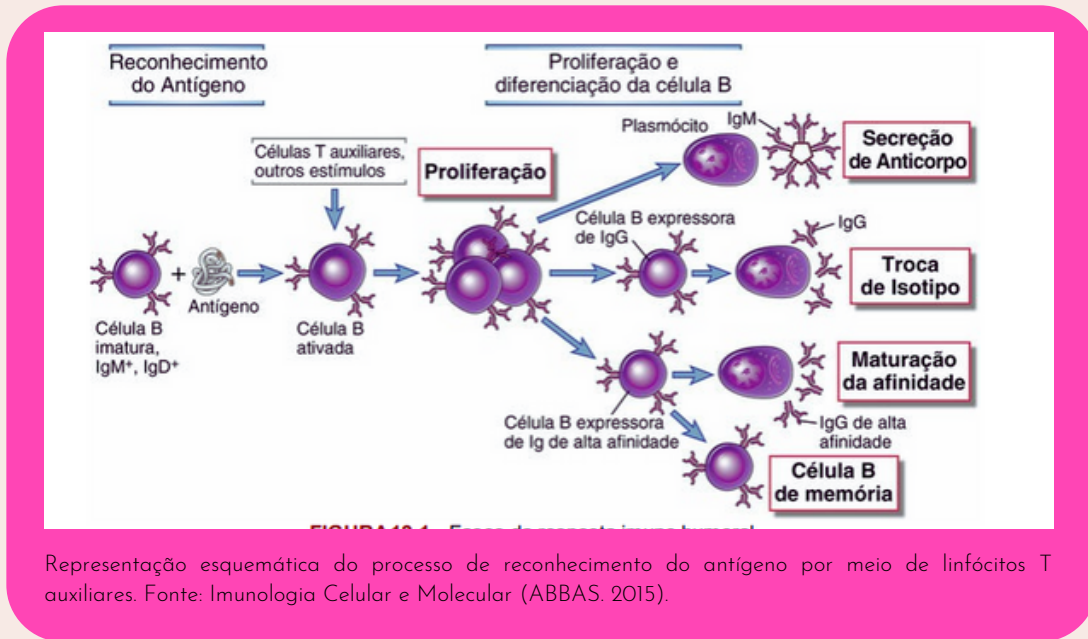 Reconhecimento
do Antígeno
Proliferação e
diferenciação da célula B
Células T auxiliares,
outros estímulos
Proliferação
Plasmócito
IgM
Secreção
de Anticorpo
Célula B expressora
de IgG
IgG
Troca
de Isotipo
+
Antígeno
Célula B
imatura,
IgM+, IgD+
Célula B
ativada
Maturação
da afinidade
Célula B expressora
de Ig de alta afinidade
IgG de alta
afinidade
Célula B
de memória
Representação esquemática do processo de reconhecimento do antígeno por meio de linfócitos T
auxiliares. Fonte: Imunologia Celular e Molecular (ABBAS. 2015).